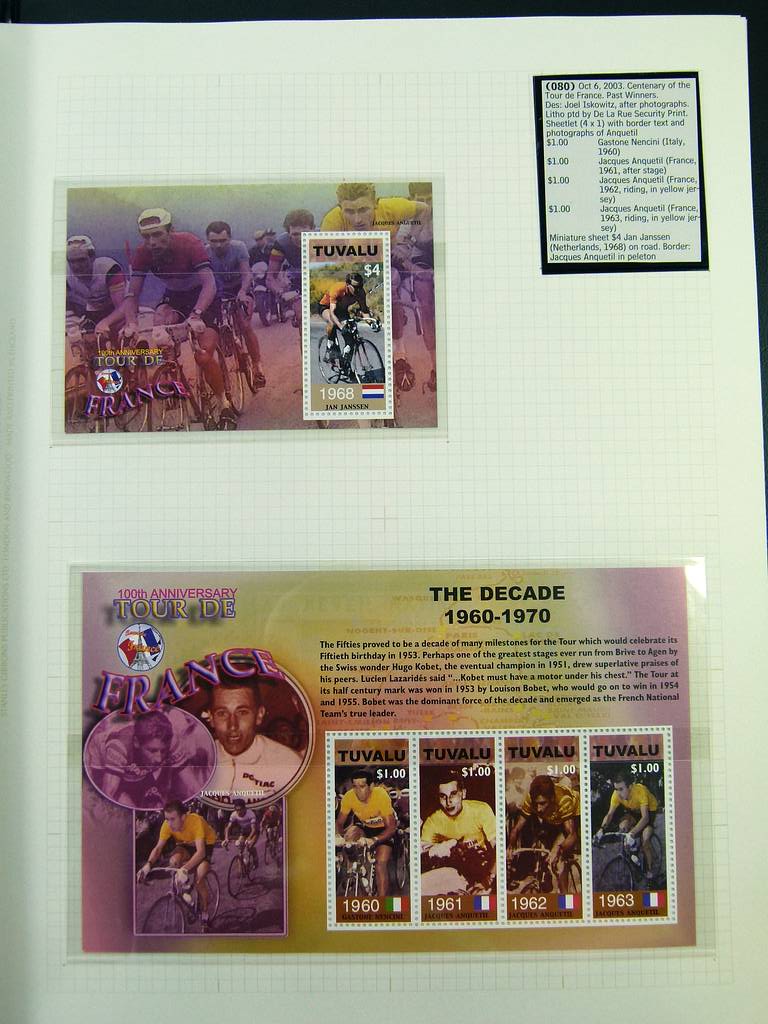 (080) Oct 6, 2003. Centenary of the
Tour de France. Past Winners.
Des: Joel Iskowitz, after photographs.
Litho ptd by De La Rue Security Print.
Sheetlet (4 x 1) with border text and
photographs of Anquetil
$1.00 Gastone Nencini (Italy,
1960)
$1.00 Jacques Anquetil (France,
1961, after stage)
$1.00 Jacques Anquetil (France,
1962, riding, in yellow jer-
sey)
$1.00 Jacques Anquetil (France,
1963, riding, in yellow jer-
sey)
Miniature sheet $4 Jan Janssen
(Netherlands, 1968) on road. Border:
Jacques Anquetil in peleton
JACQUES ANQUETIL
TUVALU
$4
1968
JAN JANSSEN
100th ANNIVERSARY
TOUR DE
FRANCE
100th ANNIVERSARY
TOUR DE
FRANCE
JACQUES ANQUETIL
THE DECADE
1960-1970
The Fifties proved to be a decade of many milestones for the Tour which would celebrate its
Fiftieth birthday in 1953. Perhaps one of the greatest stages ever run from Brive to Agen by
the Swiss wonder Hugo Kobet, the eventual champion in 1951, drew superlative praises of
his peers. Lucien Lazaridés said “...Kobet must have a motor under his chest.” The Tour at
its half century mark was won in 1953 by Louison Bobet, who would go on to win in 1954
and 1955. Bobet was the dominant force of the decade and emerged as the French National
Team's true leader.
TUVALU
$1.00
1960
GASTONE NENCINI
TUVALU
$1.00
1961
JACQUES ANQUETIL
TUVALU
$1.00
1962
JACQUES ANQUETIL
TUVALU
$1.00
1963
JACQUES ANQUETIL